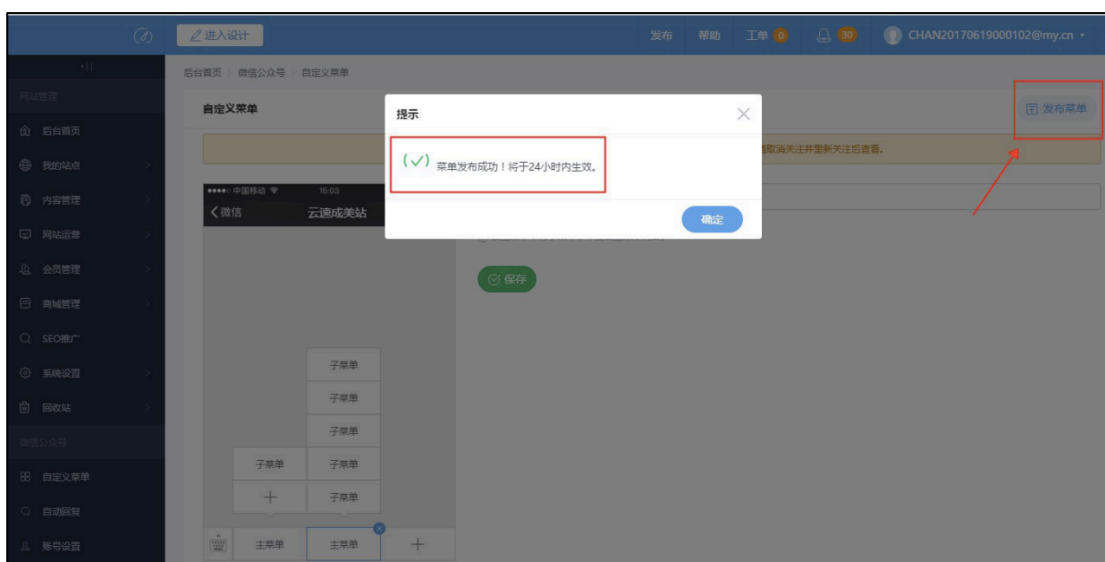 进入设计
发布 帮助 工单 0 30 CHAN20170619000102@my.cn
后台首页 > 微信公众号 > 自定义菜单
网站管理
自定义菜单
提示
发布菜单
后台首页
菜单发布成功！将于24小时内生效。
取消关注并重新关注后查看。
我的站点
内容管理
中国移动 15:03
微信 云速成美站
确定
网站运营
会员管理
保存
商城管理
SEO推广
子菜单
系统设置
子菜单
回收站
子菜单
微信公众号
子菜单 子菜单
自定义菜单
子菜单
自动回复
主菜单 主菜单
账号设置